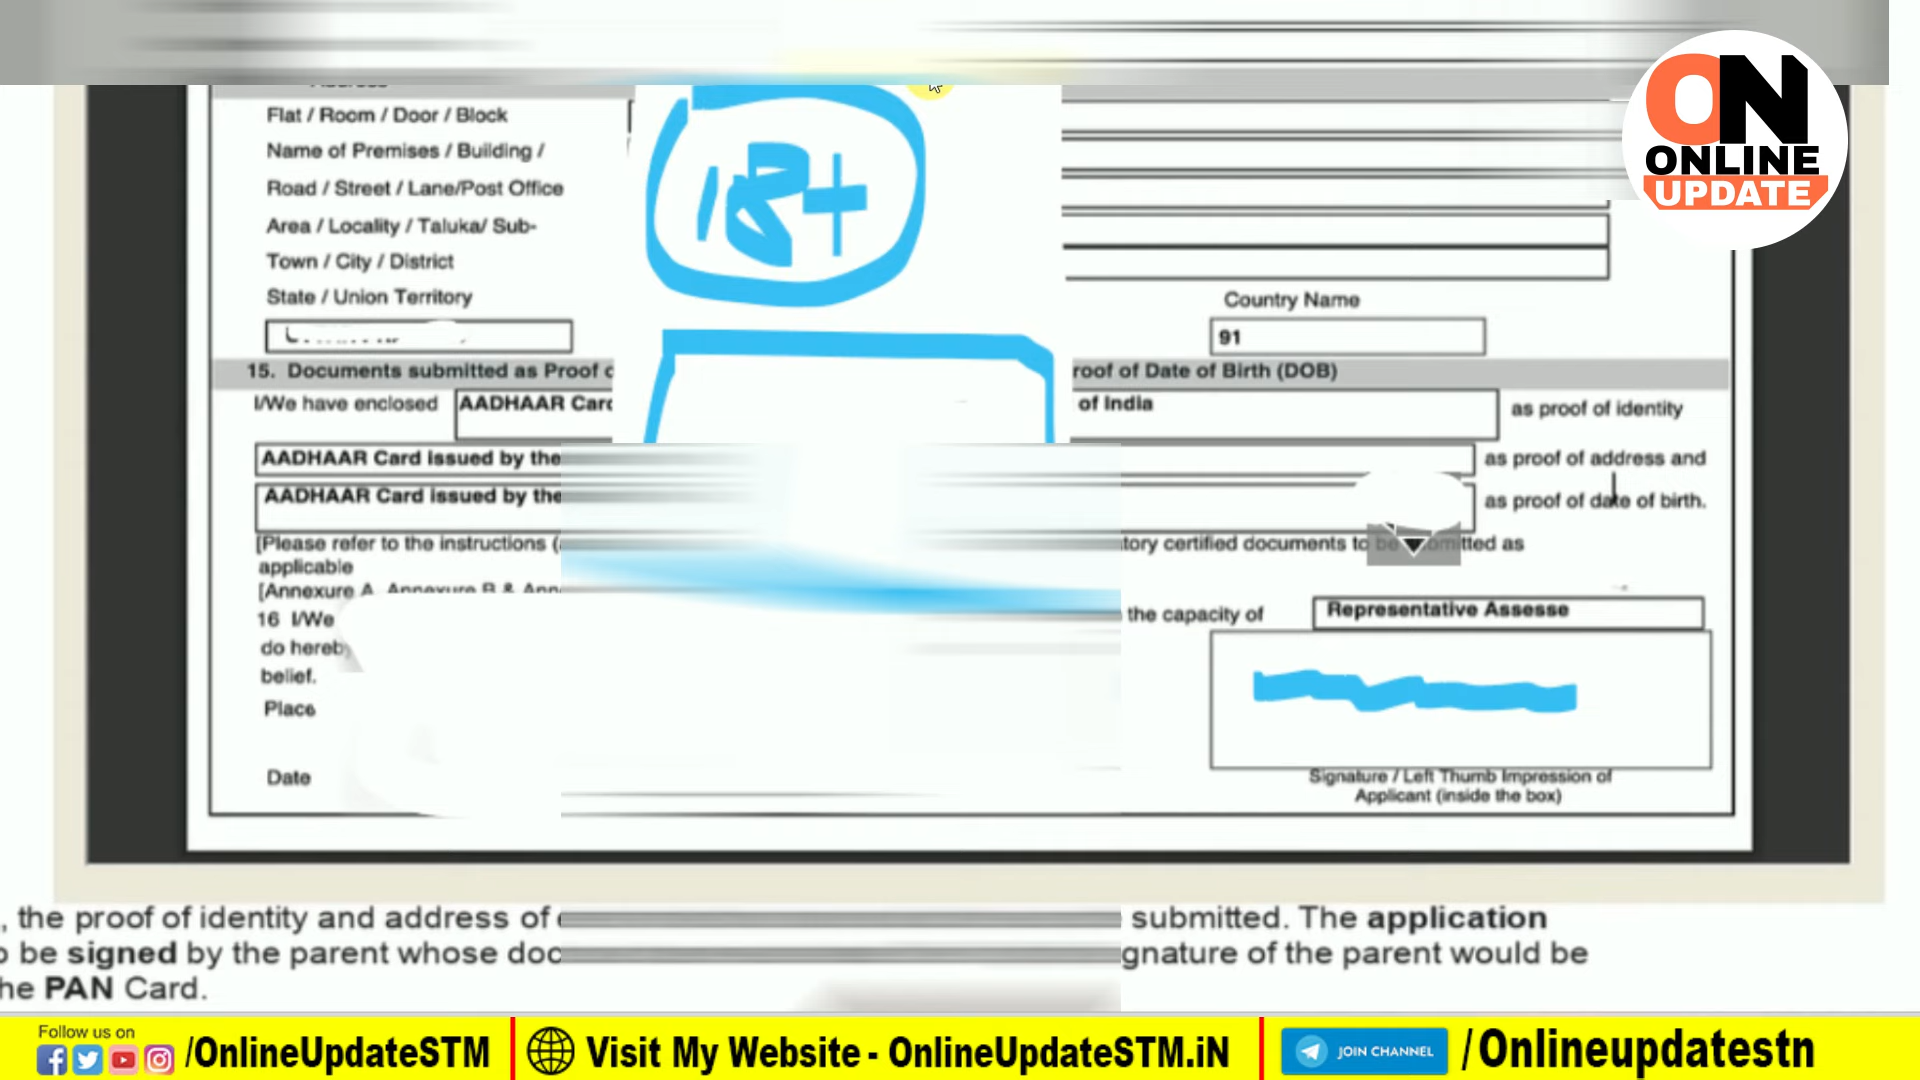 ON
ONLINE
UPDATE
Flat / Room / Door / Block
Name of Premises / Building /
Road / Street / Lane/Post Office
Area / Locality / Taluka/ Sub-
Town / City / District
State / Union Territory
18+
Country Name
91
15. Documents submitted as Proof of Date of Birth (DOB)
I/We have enclosed AADHAAR Card of India as proof of identity
AADHAAR Card issued by the as proof of address and
AADHAAR Card issued by the as proof of date of birth.
[Please refer to the instructions certified documents to be as
applicable
[Annexure A, Annexure B &
16 I/We the capacity of Representative Assesse
do hereby
belief.
Place
Date
Signature / Left Thumb Impression of
Applicant (inside the box)
, the proof of identity and address of submitted. The application
be signed by the parent whose signature of the parent would be
PAN Card.
Follow us on
/OnlineUpdateSTM
Visit My Website - OnlineUpdateSTM.iN
JOIN CHANNEL
/Onlineupdatestn